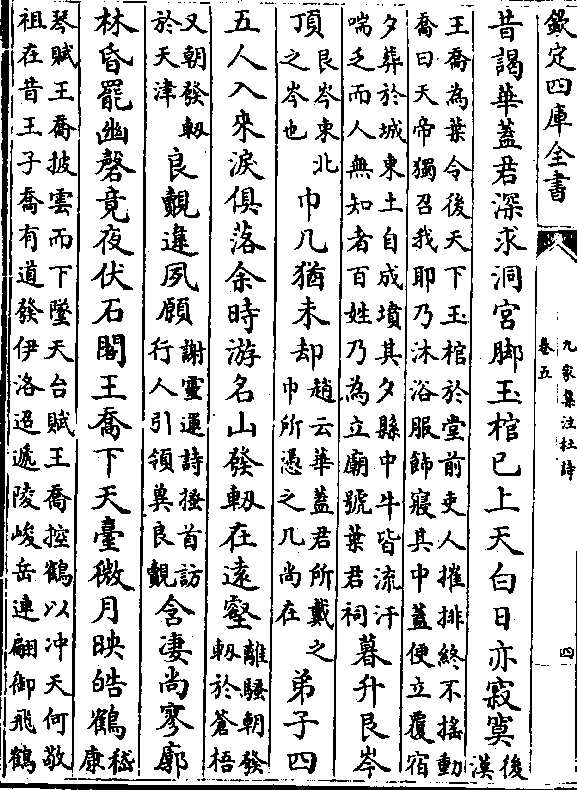 欽定四庫全書
九家集注杜詩
卷五
四
昔謁華蓋君深求洞宮脚玉棺已上天白日亦寂寞後
漢
王喬為葉令後天下玉棺於堂前吏人摧排終不搖動
喬曰天帝獨召我耶乃沐浴服飾寢其中蓋便立覆宿
夕葬於城東土自成墳其夕縣中牛皆流汗
喘乏而人無知者百姓乃為立廟號葉君祠
暮升艮岑
頂
艮岑東北
之岑也
巾几猶未却
趙云華蓋君所戴之
巾所憑之几尚在
弟子四
五人入來淚俱落余時游名山發軔在遠壑
離騷朝發
軔於蒼梧
又朝發軔
於天津
良覿違夙願
謝靈運詩搔首訪
行人引領冀良覿
含淒尚寥廓
林昏罷幽磬竟夜伏石閣王喬下天臺微月映皓鶴
嵇
康
琴賦王喬披雲而下墜天台賦王喬控鶴以冲天何敬
祖在昔王子喬有道發伊洛迢遞陵峻岳連翩御飛鶴